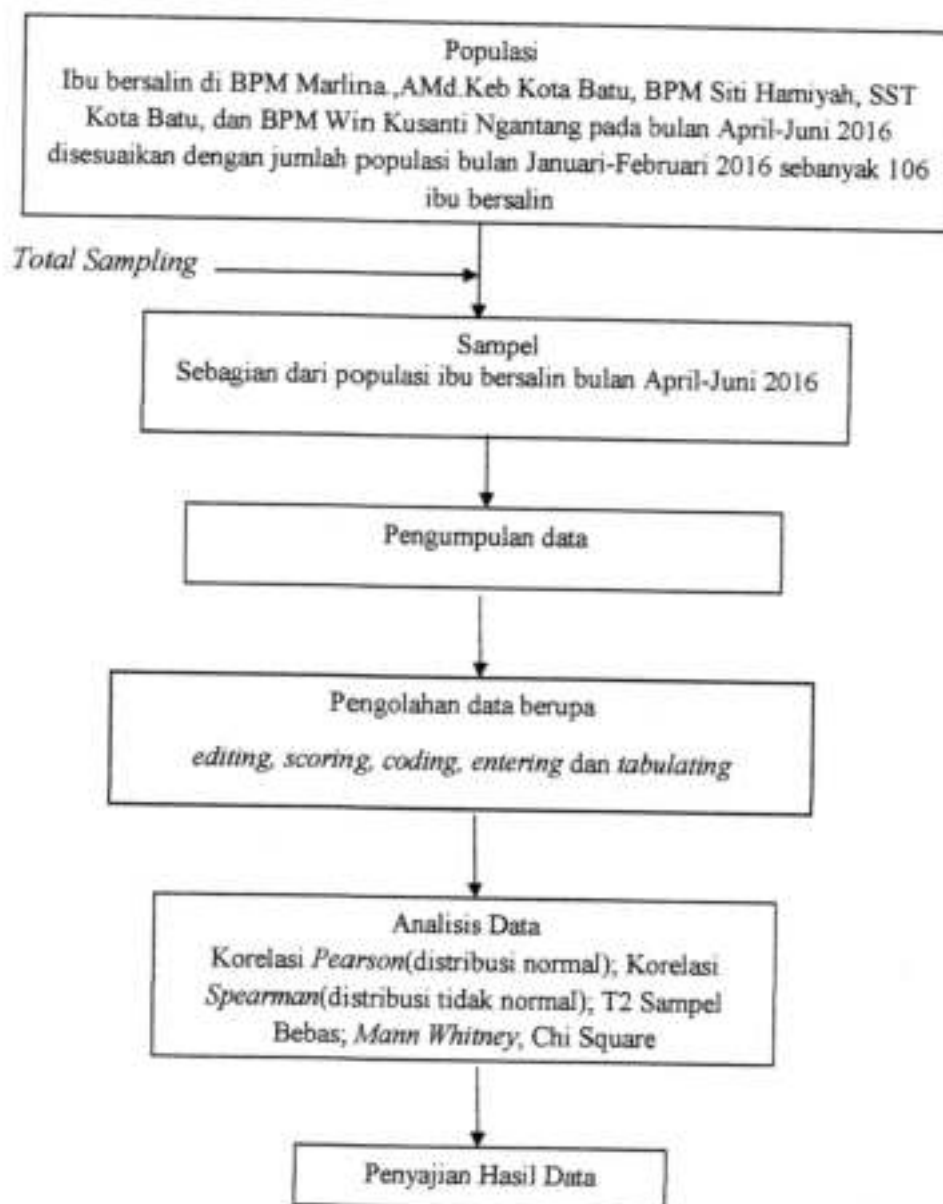 Populasi
Ibu bersalin di BPM Marlina.,AMd.Keb Kota Batu, BPM Siti Hamiyah, SST
Kota Batu, dan BPM Win Kusanti Ngantang pada bulan April-Juni 2016
disesuaikan dengan jumlah populasi bulan Januari-Februari 2016 sebanyak 106
ibu bersalin
Total Sampling
Sampel
Sebagian dari populasi ibu bersalin bulan April-Juni 2016
Pengumpulan data
Pengolahan data berupa
editing, scoring, coding, entering dan tabulating
Analisis Data
Korelasi Pearson(distribusi normal); Korelasi
Spearman(distribusi tidak normal); T2 Sampel
Bebas; Mann Whitney, Chi Square
Penyajian Hasil Data